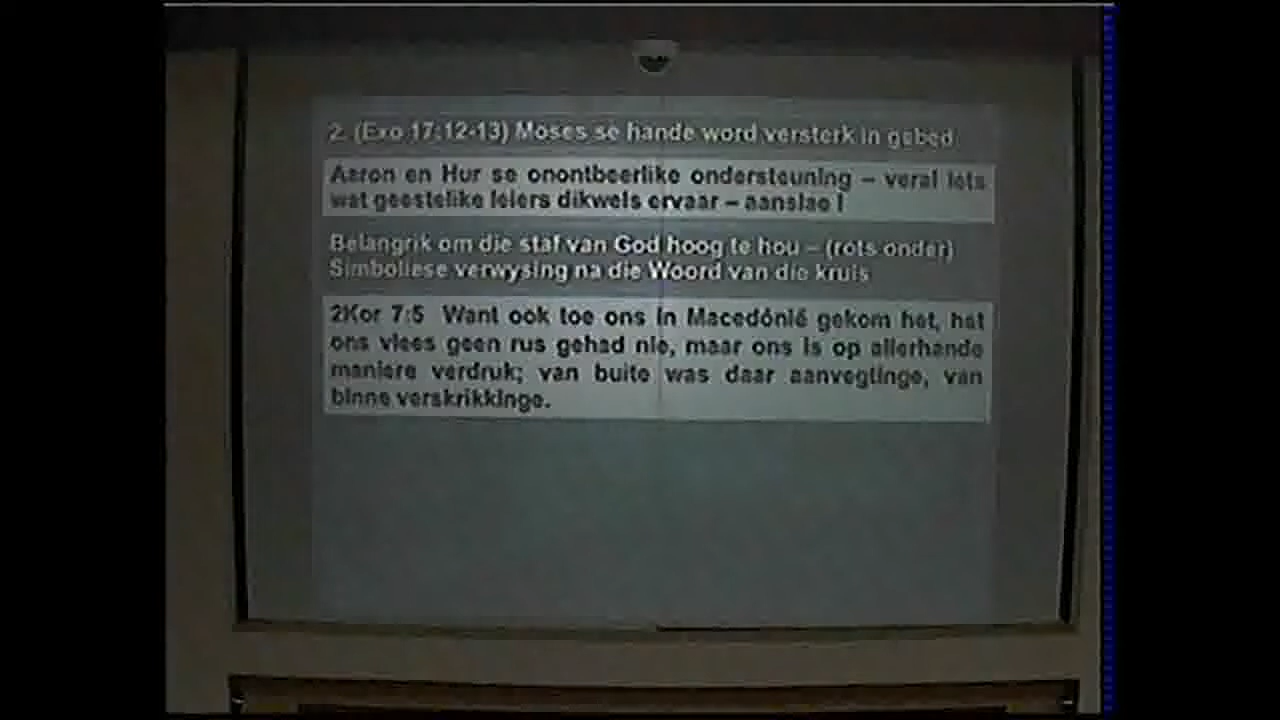 2. (Exo 17:12-13) Moses se hande word versterk in gebed
Aaron en Hur se onontbeerlike ondersteuning – veral iets
wat geestelike leiers dikwels ervaar – aanslae !
Belangrik om die staf van God hoog te hou – (rots onder)
Simboliese verwysing na die Woord van die kruis
2Kor 7:5 Want ook toe ons in Macedónië gekom het, het
ons vlees geen rus gehad nie, maar ons is op allerhande
maniere verdruk; van buite was daar aanvegtinge, van
binne verskrikkinge.